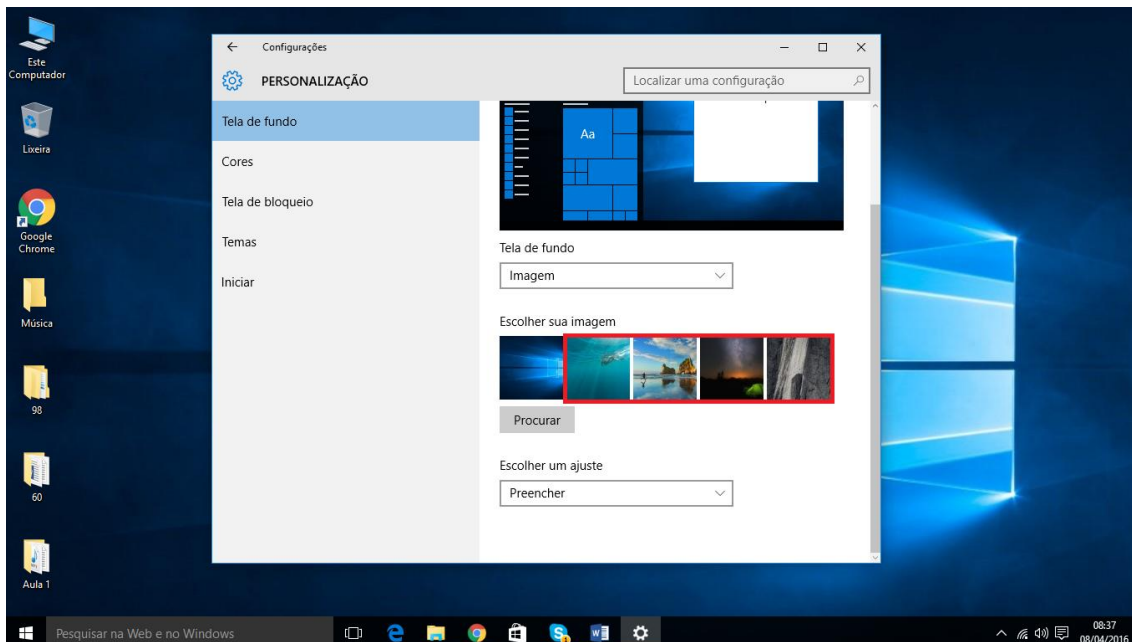 Este
Computador
Lixeira
Google
Chrome
Música
98
60
Aula 1
Configurações
PERSONALIZAÇÃO
Localizar uma configuração
Tela de fundo
Cores
Tela de bloqueio
Temas
Iniciar
Aa
Tela de fundo
Imagem
Escolher sua imagem
Procurar
Escolher um ajuste
Preencher
Pesquisar na Web e no Windows
08:37
08/04/2016